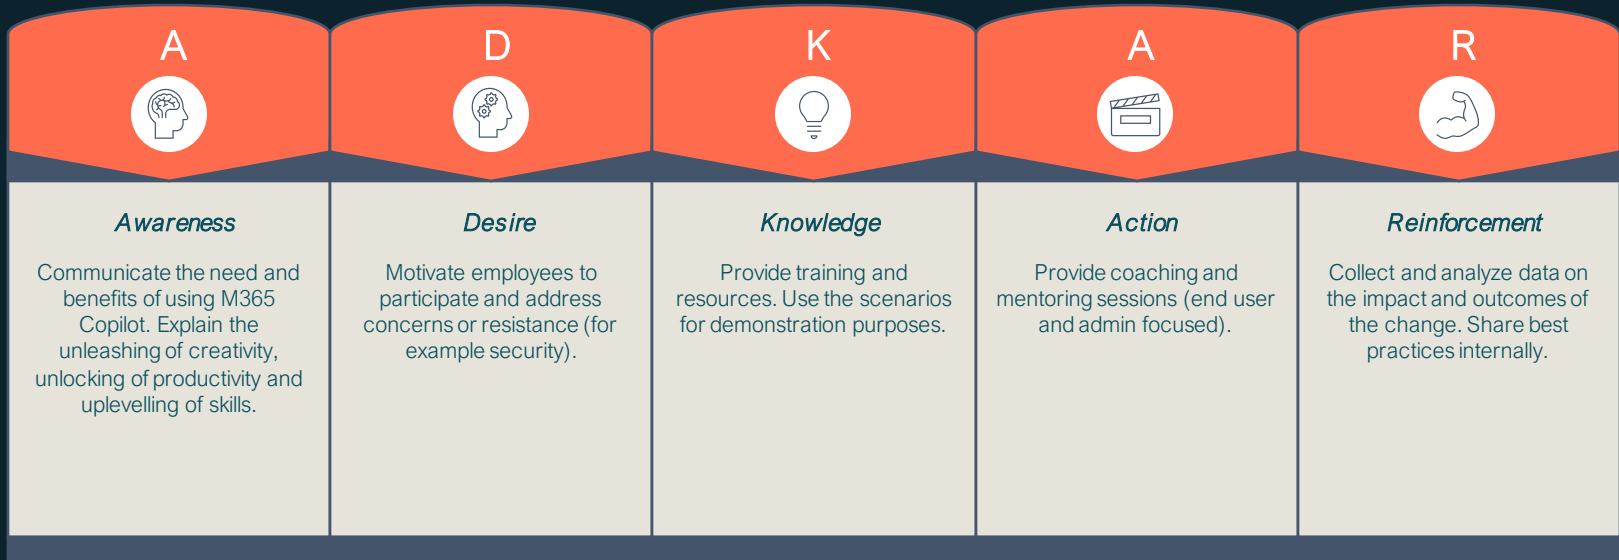 A
D
K
A
R
Awareness
Communicate the need and
benefits of using M365
Copilot. Explain the
unleashing of creativity,
unlocking of productivity and
uplevelling of skills.
Desire
Motivate employees to
participate and address
concerns or resistance (for
example security).
Knowledge
Provide training and
resources. Use the scenarios
for demonstration purposes.
Action
Provide coaching and
mentoring sessions (end user
and admin focused).
Reinforcement
Collect and analyze data on
the impact and outcomes of
the change. Share best
practices internally.